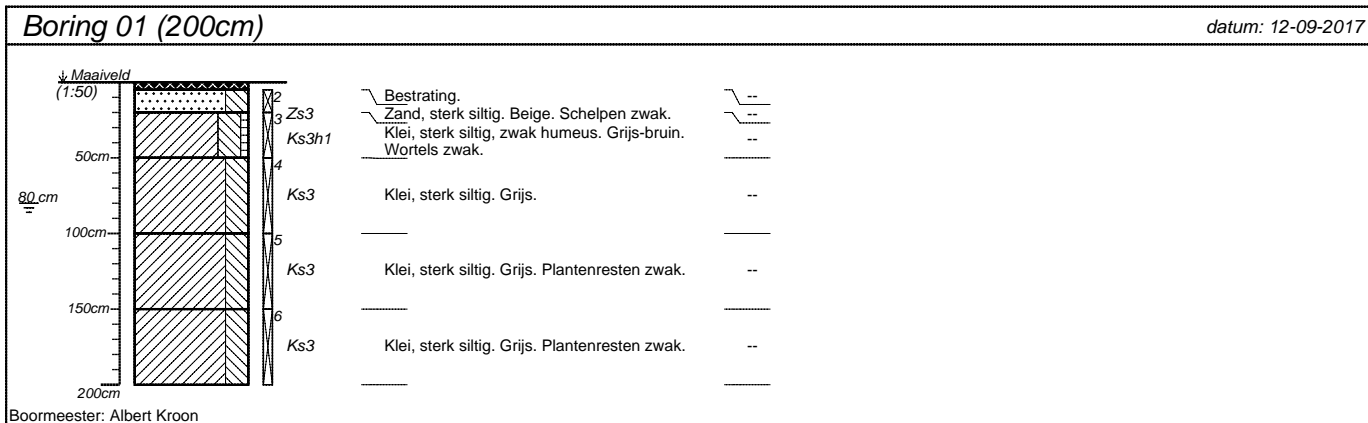 Boring 01 (200cm)
datum: 12-09-2017
Maaiveld
(1:50)
2 Bestrating. --
Zs3 Zand, sterk siltig. Beige. Schelpen zwak. --
3 Ks3h1 Klei, sterk siltig, zwak humeus. Grijs-bruin. --
Wortels zwak.
50cm
4
80 cm Ks3 Klei, sterk siltig. Grijs. --
100cm
5
Ks3 Klei, sterk siltig. Grijs. Plantenresten zwak. --
150cm
6
Ks3 Klei, sterk siltig. Grijs. Plantenresten zwak. --
200cm
Boormeester: Albert Kroon